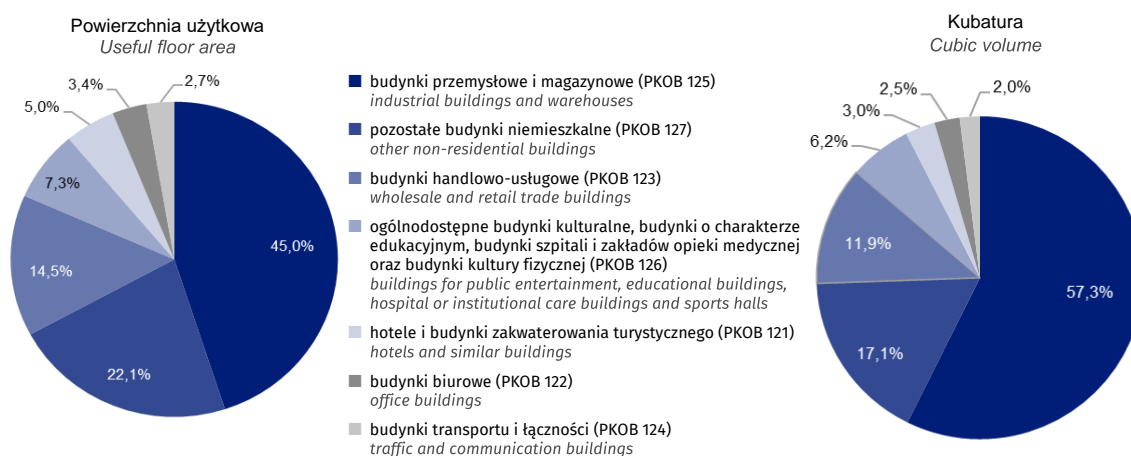 Powierzchnia użytkowa
Useful floor area
2,7%
3,4%
5,0%
7,3%
14,5%
22,1%
45,0%
budynki przemysłowe i magazynowe (PKOB 125)
industrial buildings and warehouses
pozostałe budynki niemieszkalne (PKOB 127)
other non-residential buildings
budynki handlowo-usługowe (PKOB 123)
wholesale and retail trade buildings
ogólnodostępne budynki kulturalne, budynki o charakterze
edukacyjnym, budynki szpitali i zakładów opieki medycznej
oraz budynki kultury fizycznej (PKOB 126)
buildings for public entertainment, educational buildings,
hospital or institutional care buildings and sports halls
hotele i budynki zakwaterowania turystycznego (PKOB 121)
hotels and similar buildings
budynki biurowe (PKOB 122)
office buildings
budynki transportu i łączności (PKOB 124)
traffic and communication buildings
Kubatura
Cubic volume
2,0%
2,5%
3,0%
6,2%
11,9%
17,1%
57,3%